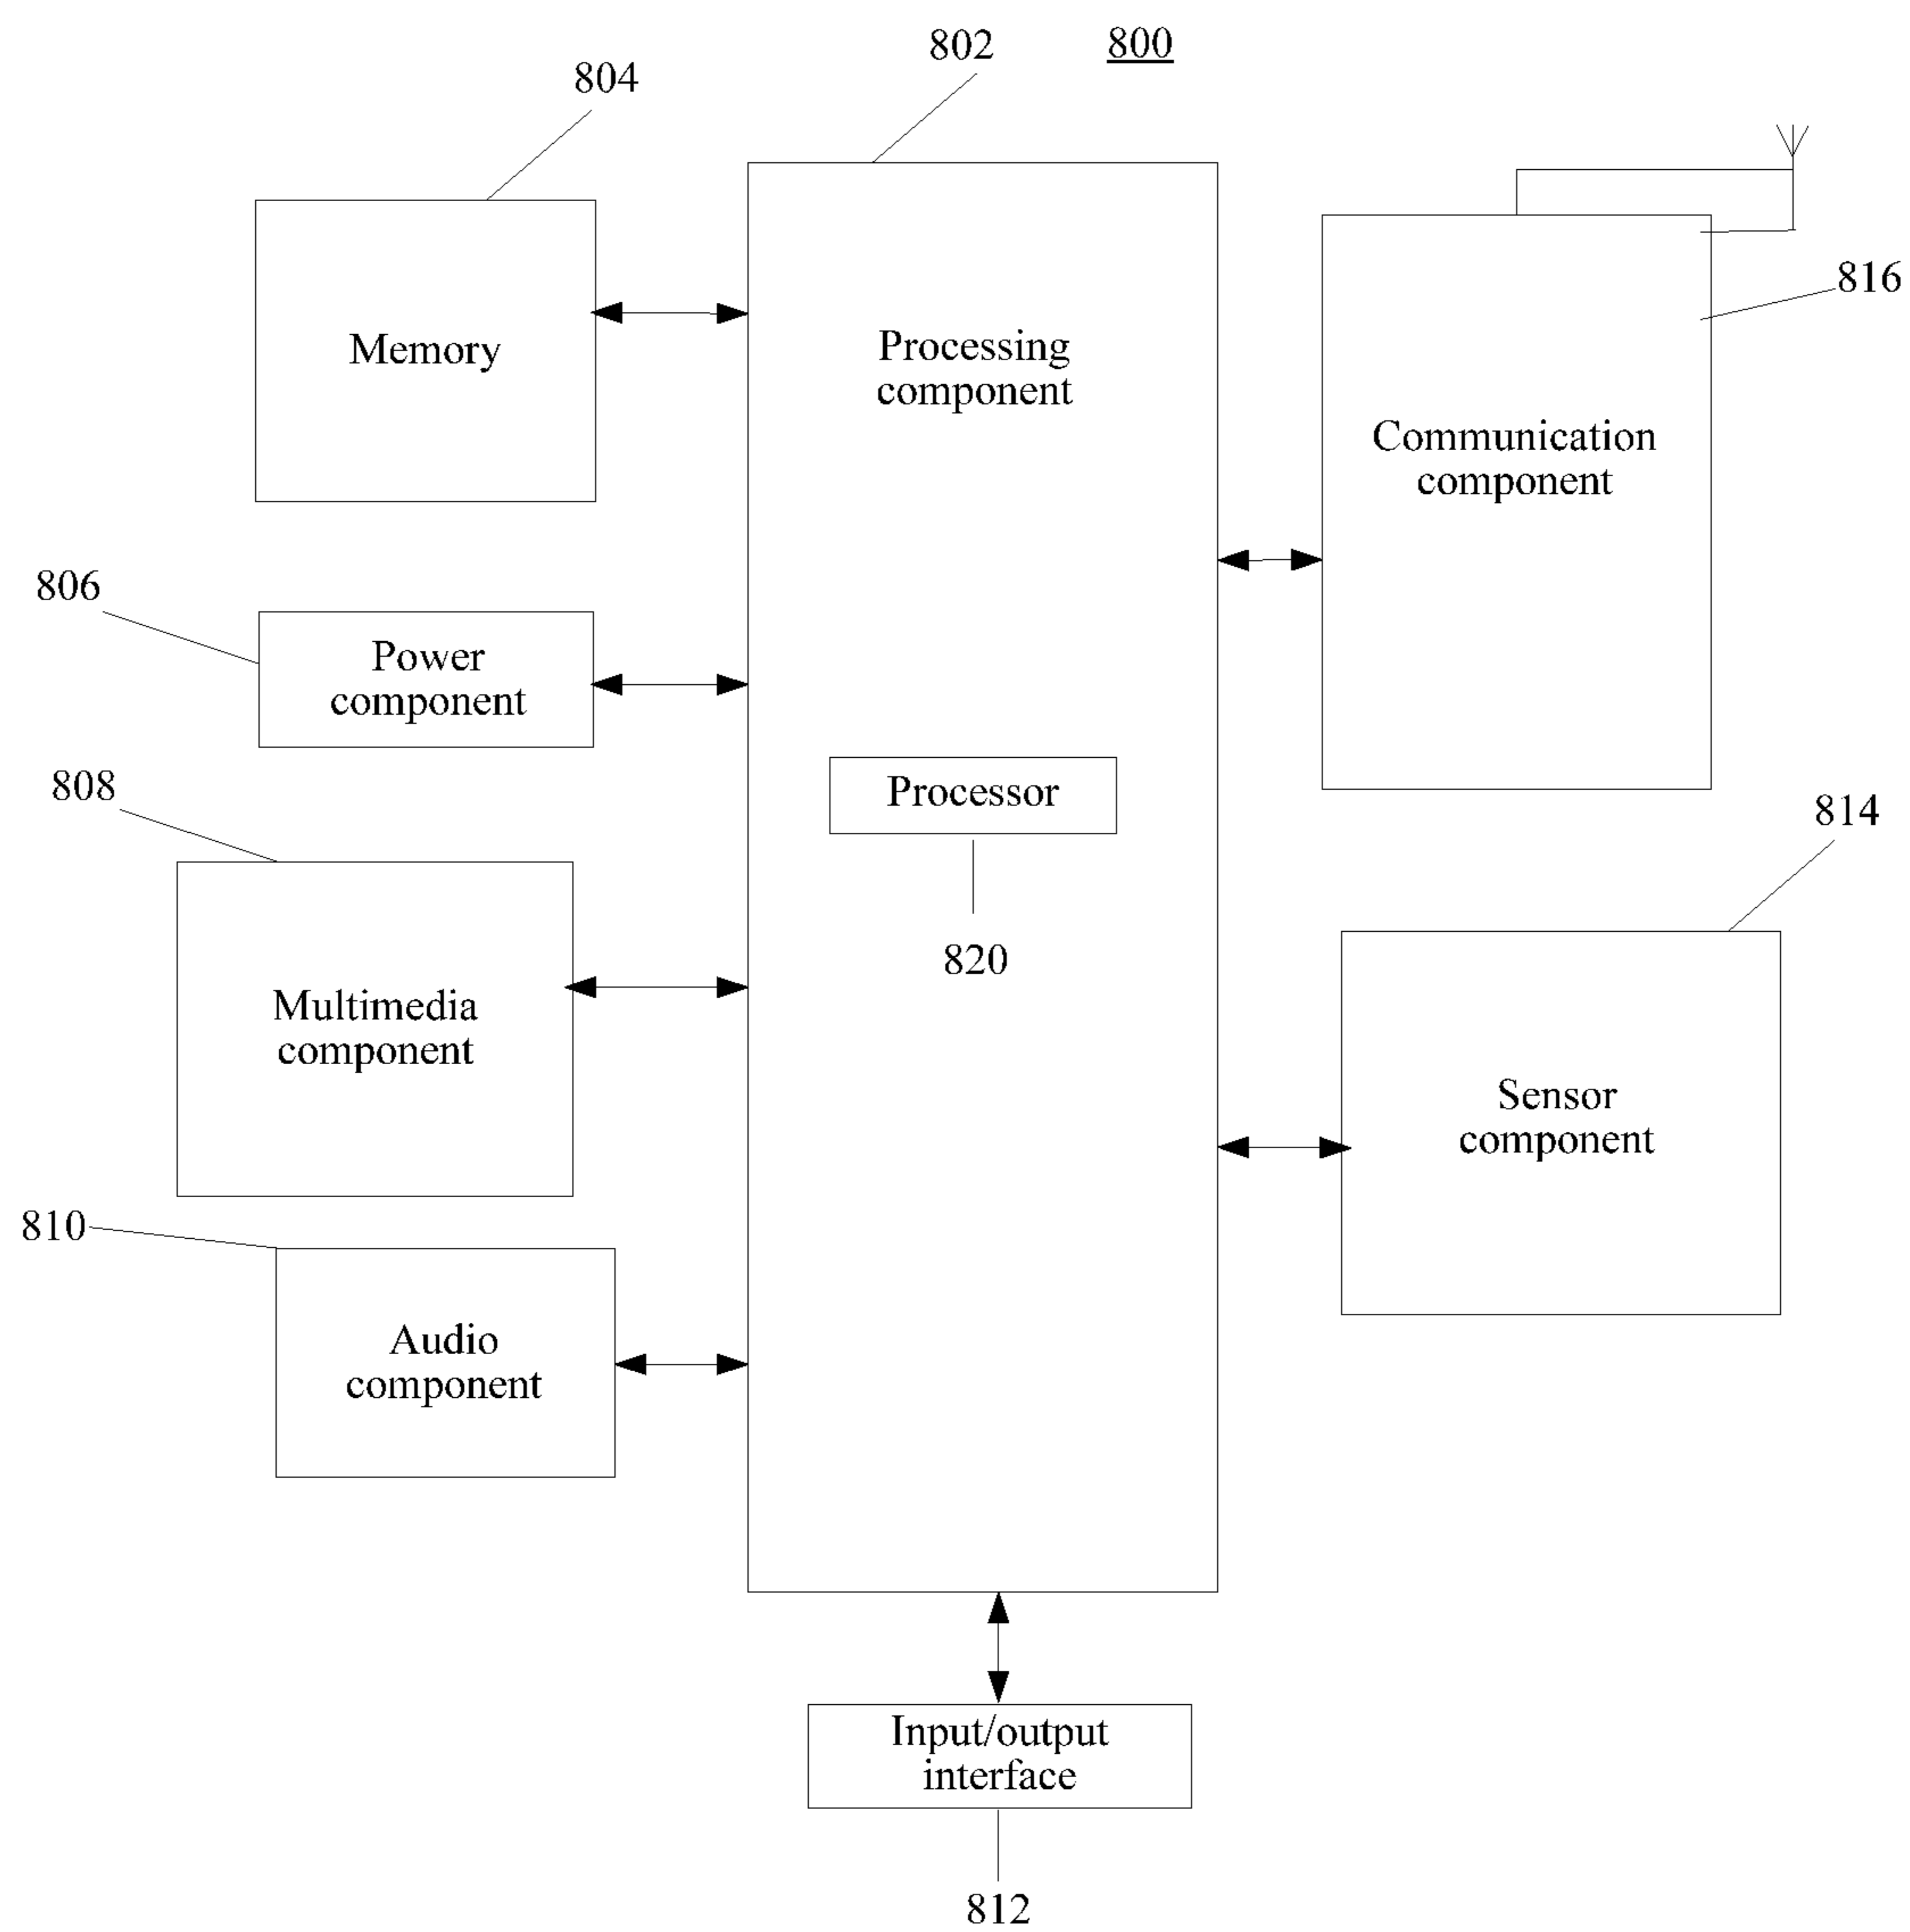 802
800
804
816
Memory
Processing
component
Communication
component
806
Power
component
808
Processor
814
820
Multimedia
component
Sensor
component
810
Audio
component
Input/output
interface
812